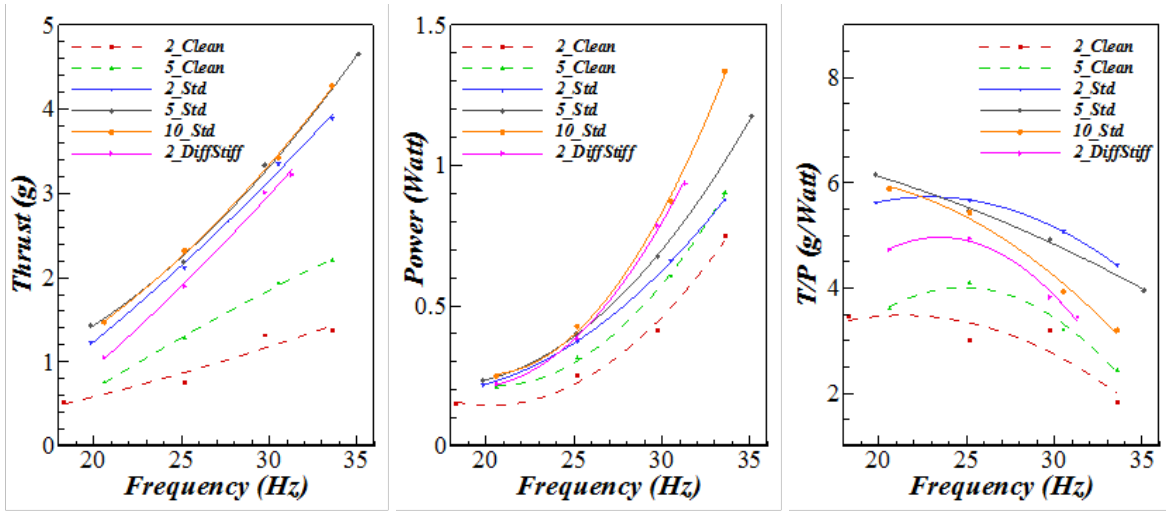 5
4
3
2
1
0
20
25
30
35
Thrust (g)
Frequency (Hz)
2_Clean
5_Clean
2_Std
5_Std
10_Std
2_DiffStiff
1.5
1
0.5
0
20
25
30
35
Power (Watt)
Frequency (Hz)
2_Clean
5_Clean
2_Std
5_Std
10_Std
2_DiffStiff
8
6
4
2
20
25
30
35
T/P (g/Watt)
Frequency (Hz)
2_Clean
5_Clean
2_Std
5_Std
10_Std
2_DiffStiff